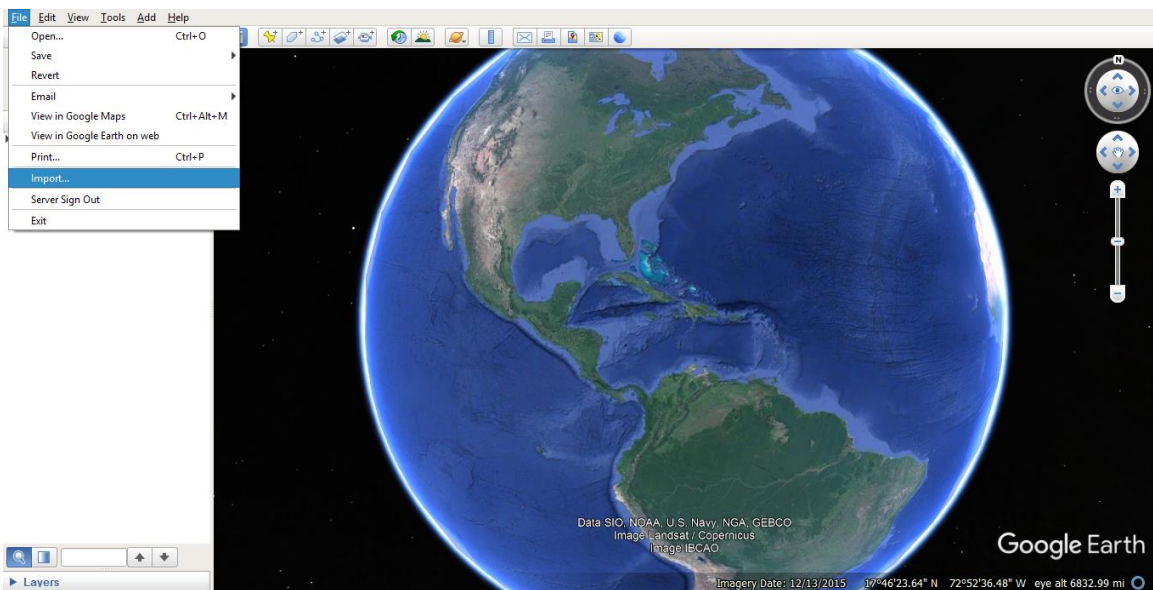 File Edit View Tools Add Help
Open... Ctrl+O
Save
Revert
Email
View in Google Maps Ctrl+Alt+M
View in Google Earth on web
Print... Ctrl+P
Import...
Server Sign Out
Exit
N
Data SIO, NOAA, U.S. Navy, NGA, GEBCO
Image Landsat / Copernicus
Image IBCAO
Google Earth
Layers
Imagery Date: 12/13/2015 17°46'23.64" N 72°52'36.48" W eye alt 6832.99 mi